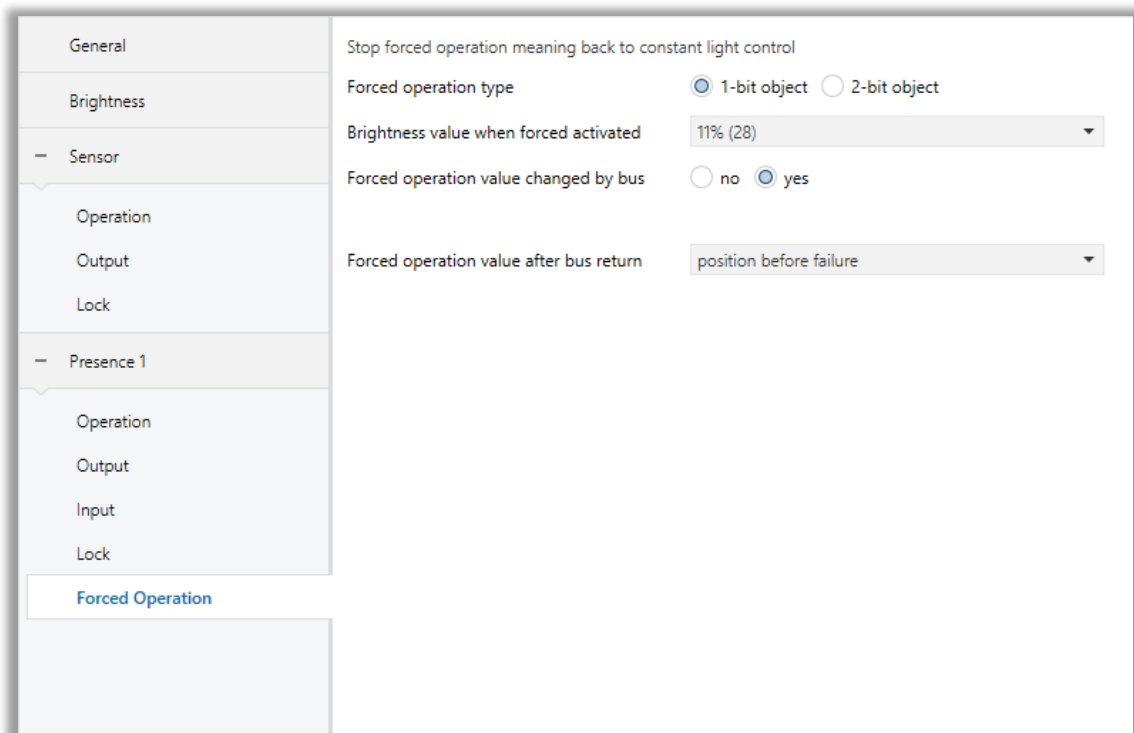 General
Brightness
Sensor
Operation
Output
Lock
Presence 1
Operation
Output
Input
Lock
Forced Operation
Stop forced operation meaning back to constant light control
Forced operation type 1-bit object 2-bit object
Brightness value when forced activated 11% (28)
Forced operation value changed by bus no yes
Forced operation value after bus return position before failure